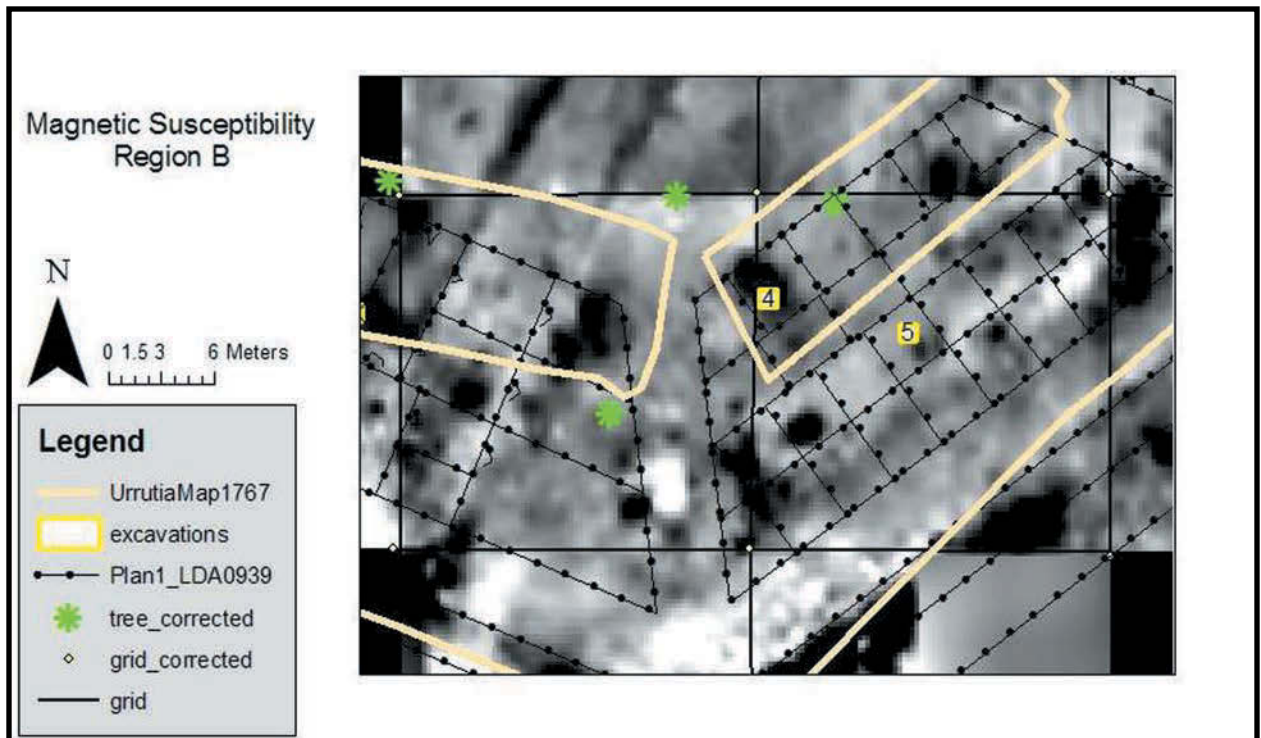 Magnetic Susceptibility
Region B
N
0 1.5 3 6 Meters
Legend
UrrutiaMap1767
excavations
Plan1_LDA0939
tree_corrected
grid_corrected
grid
4
5